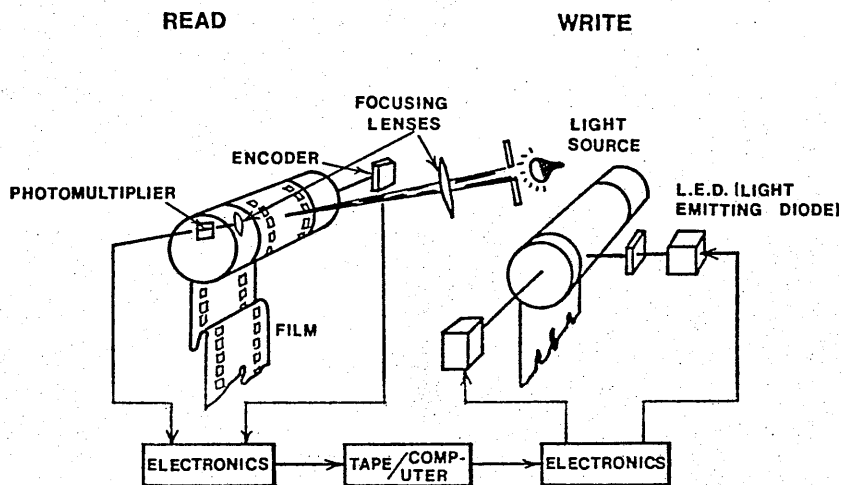 READ
WRITE
FOCUSING
LENSES
LIGHT
SOURCE
ENCODER
PHOTOMULTIPLIER
L.E.D. (LIGHT
EMITTING DIODE)
FILM
ELECTRONICS
TAPE/COMP-
UTER
ELECTRONICS